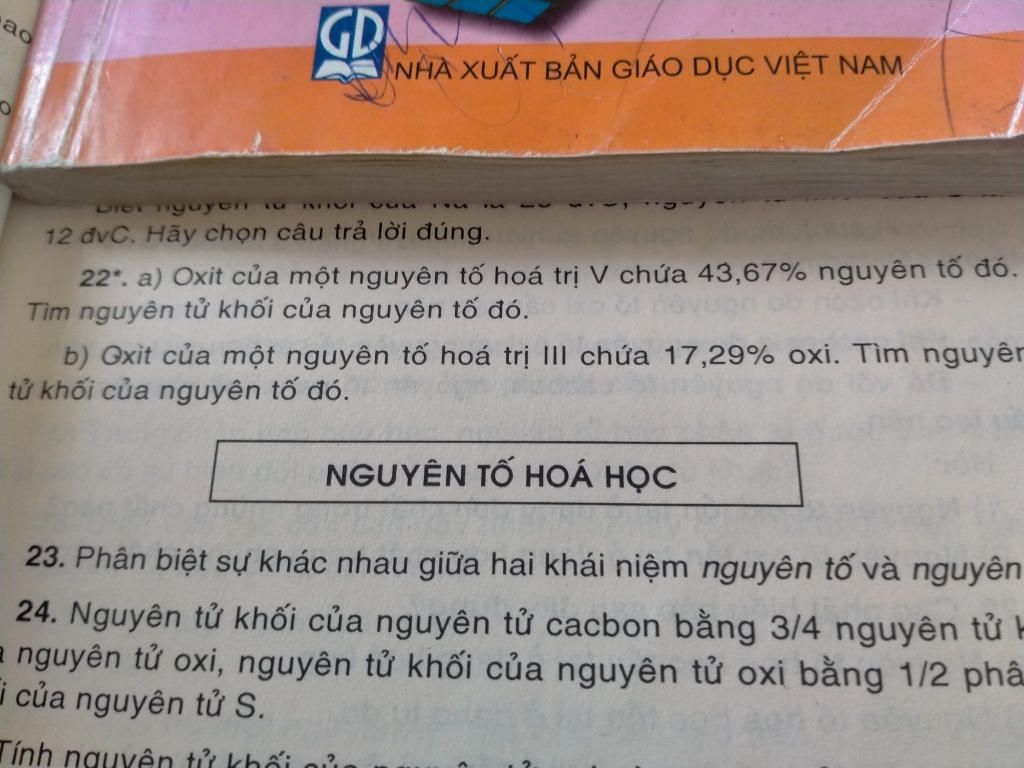 GD
NHÀ XUẤT BẢN GIÁO DỤC VIỆT NAM
12 đvC. Hãy chọn câu trả lời đúng.
22*. a) Oxit của một nguyên tố hoá trị V chứa 43,67% nguyên tố đó.
Tìm nguyên tử khối của nguyên tố đó.
b) Oxit của một nguyên tố hoá trị III chứa 17,29% oxi. Tìm nguyên
tử khối của nguyên tố đó.
NGUYÊN TỐ HOÁ HỌC
23. Phân biệt sự khác nhau giữa hai khái niệm nguyên tố và nguyên
24. Nguyên tử khối của nguyên tử cacbon bằng 3/4 nguyên tử
nguyên tử oxi, nguyên tử khối của nguyên tử oxi bằng 1/2
của nguyên tử S.
Tính nguyên tử khối của